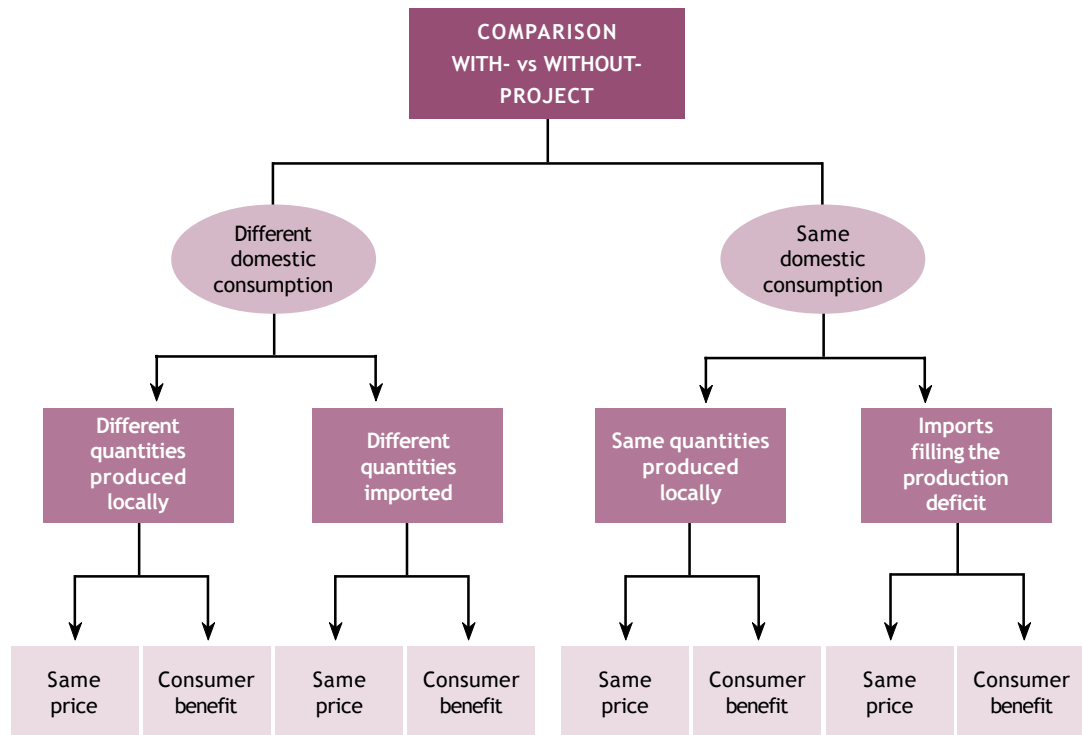 COMPARISON
WITH- vs WITHOUT-
PROJECT
Different
domestic
consumption
Same
domestic
consumption
Different
quantities
produced
locally
Different
quantities
imported
Same quantities
produced
locally
Imports
filling the
production
deficit
Same
price
Consumer
benefit
Same
price
Consumer
benefit
Same
price
Consumer
benefit
Same
price
Consumer
benefit